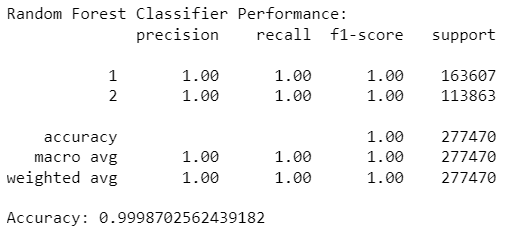 Random Forest Classifier Performance:
precision recall f1-score support
1 1.00 1.00 1.00 163607
2 1.00 1.00 1.00 113863
accuracy 1.00 277470
macro avg 1.00 1.00 1.00 277470
weighted avg 1.00 1.00 1.00 277470
Accuracy: 0.9998702562439182